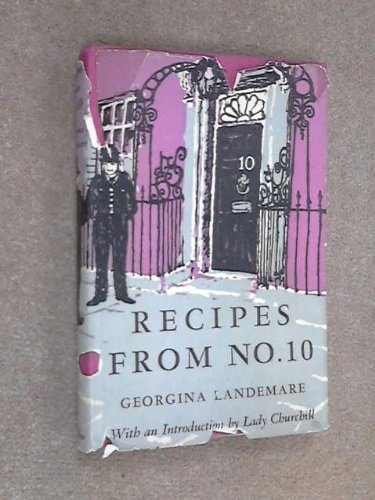 10
RECIPES
FROM NO.10
GEORGINA LANDEMARE
With an Introduction by Lady Churchill